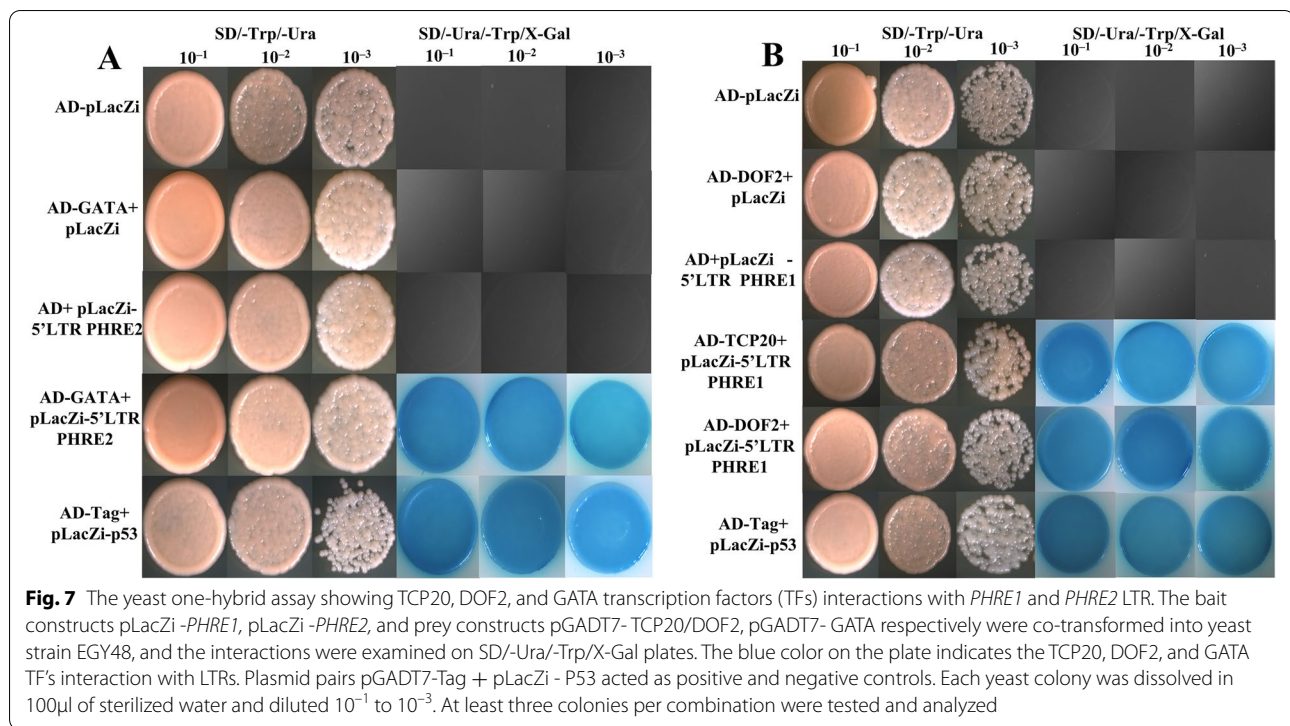 A
SD/-Trp/-Ura
SD/-Ura/-Trp/X-Gal
10⁻¹ 10⁻² 10⁻³ 10⁻¹ 10⁻² 10⁻³
AD-pLacZi
AD-GATA+
pLacZi
AD+ pLacZi-
5'LTR PHRE2
AD-GATA+
pLacZi-5'LTR
PHRE2
AD-Tag+
pLacZi-p53
B
SD/-Trp/-Ura
SD/-Ura/-Trp/X-Gal
10⁻¹ 10⁻² 10⁻³ 10⁻¹ 10⁻² 10⁻³
AD-pLacZi
AD-DOF2+
pLacZi
AD+pLacZi -
5'LTR PHRE1
AD-TCP20+
pLacZi-5'LTR
PHRE1
AD-DOF2+
pLacZi-5'LTR
PHRE1
AD-Tag+
pLacZi-p53
Fig. 7 The yeast one-hybrid assay showing TCP20, DOF2, and GATA transcription factors (TFs) interactions with PHRE1 and PHRE2 LTR. The bait
constructs pLacZi -PHRE1, pLacZi -PHRE2, and prey constructs pGADT7- TCP20/DOF2, pGADT7- GATA respectively were co-transformed into yeast
strain EGY48, and the interactions were examined on SD/-Ura/-Trp/X-Gal plates. The blue color on the plate indicates the TCP20, DOF2, and GATA
TF's interaction with LTRs. Plasmid pairs pGADT7-Tag + pLacZi - P53 acted as positive and negative controls. Each yeast colony was dissolved in
100μl of sterilized water and diluted 10⁻¹ to 10⁻³. At least three colonies per combination were tested and analyzed